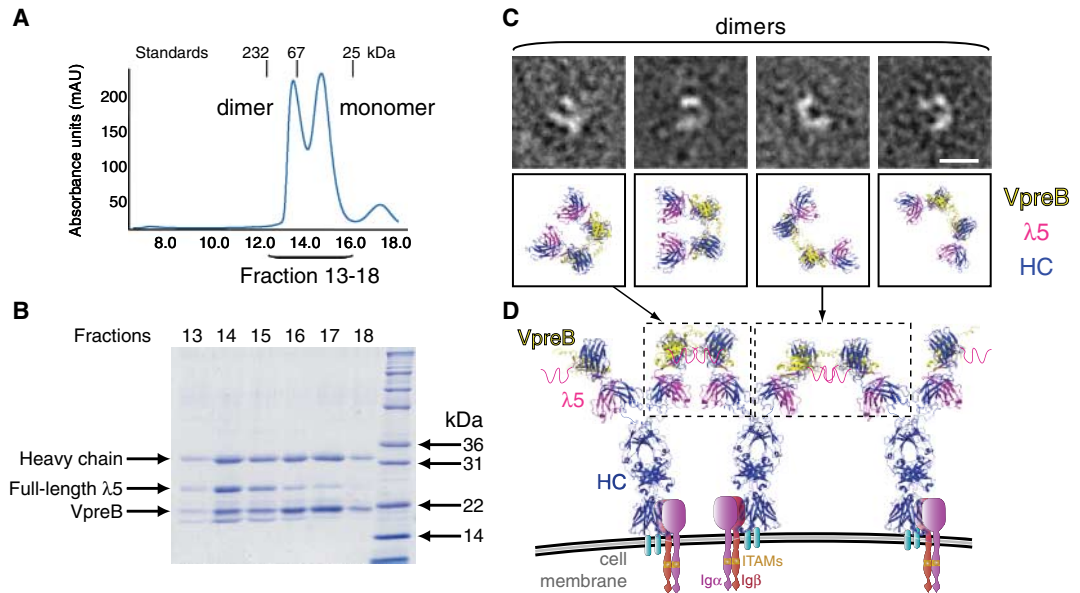 A
Standards 232 67 25 kDa
dimer monomer
Absorbance units (mAU)
200
150
100
50
8.0 10.0 12.0 14.0 16.0 18.0
Fraction 13-18
B
Fractions 13 14 15 16 17 18
kDa
Heavy chain
Full-length λ5
VpreB
36
31
22
14
C
dimers
VpreB
λ5
HC
D
VpreB
λ5
HC
cell
membrane
ITAMs
Igα Igβ